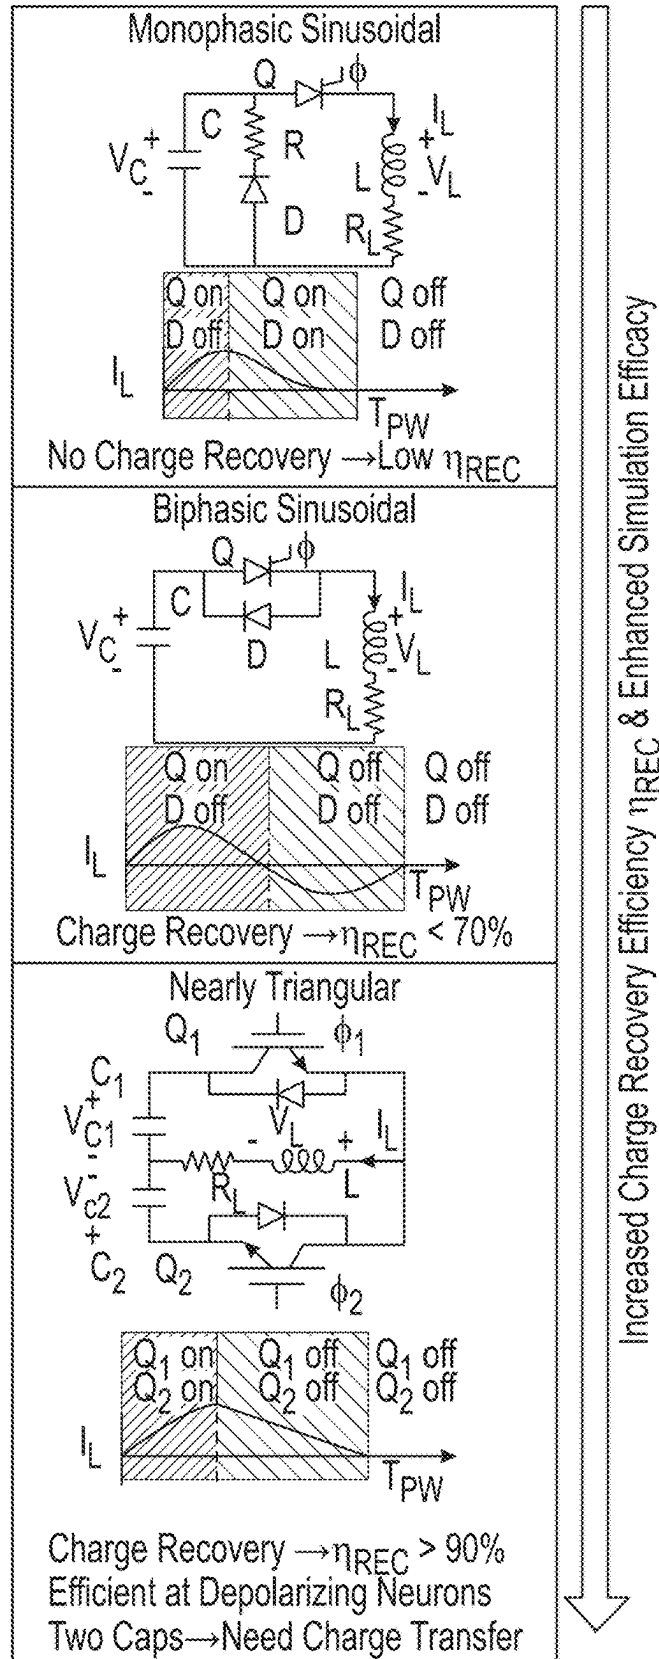 Monophasic Sinusoidal
Q ϕ
C R
V_C + -
D
I_L
L + V_L -
R_L
Q on Q on Q off
D off D on D off
I_L
T_PW
No Charge Recovery →Low η_REC
Biphasic Sinusoidal
Q ϕ
C
D
V_C + -
I_L
L + V_L -
R_L
Q on Q off Q off
D off D off D off
I_L
T_PW
Charge Recovery →η_REC < 70%
Nearly Triangular
Q_1 ϕ_1
C_1
+ V_C1 -
- V_L + I_L
R_L L
- V_c2 +
C_2 Q_2 ϕ_2
Q_1 on Q_1 off Q_1 off
Q_2 on Q_2 off Q_2 off
I_L
T_PW
Charge Recovery →η_REC > 90%
Efficient at Depolarizing Neurons
Two Caps→Need Charge Transfer
Increased Charge Recovery Efficiency η_REC & Enhanced Simulation Efficacy